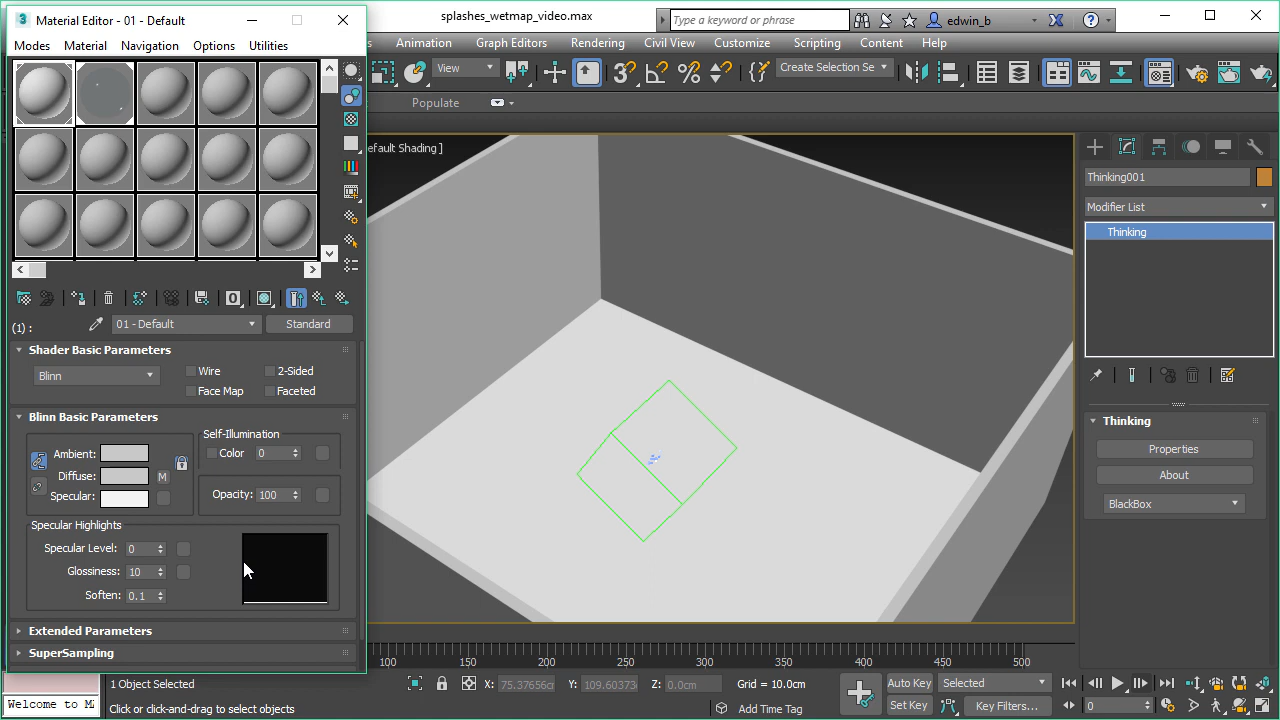 3 Material Editor - 01 - Default
Modes Material Navigation Options Utilities
(1) :
01 - Default
Standard
Shader Basic Parameters
Blinn
Wire
2-Sided
Face Map
Faceted
Blinn Basic Parameters
Ambient:
Diffuse:
M
Specular:
Self-Illumination
Color
0
Opacity:
100
Specular Highlights
Specular Level:
0
Glossiness:
10
Soften:
0.1
Extended Parameters
SuperSampling
splashes_wetmap_video.max
Type a keyword or phrase
edwin_b
Animation Graph Editors Rendering Civil View Customize Scripting Content Help
View
Create Selection Se
Populate
efault Shading ]
Thinking001
Modifier List
Thinking
Thinking
Properties
About
BlackBox
100 150 200 250 300 350 400 450 500
Welcome to MA
1 Object Selected
X: 75.37656c
Y: 109.60373
Z: 0.0cm
Grid = 10.0cm
Click or click-and-drag to select objects
Add Time Tag
Auto Key
Selected
Set Key
Key Filters...
0